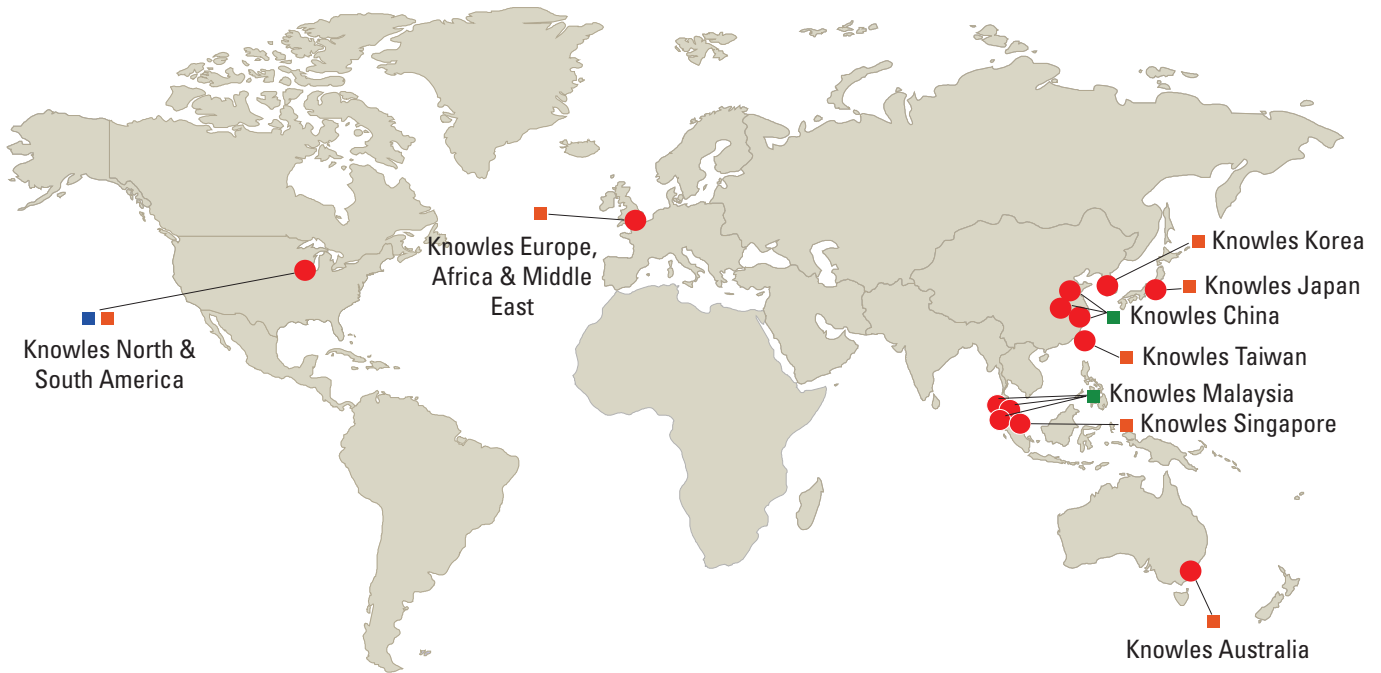 Knowles North &
South America
Knowles Europe,
Africa & Middle
East
Knowles Korea
Knowles Japan
Knowles China
Knowles Taiwan
Knowles Malaysia
Knowles Singapore
Knowles Australia